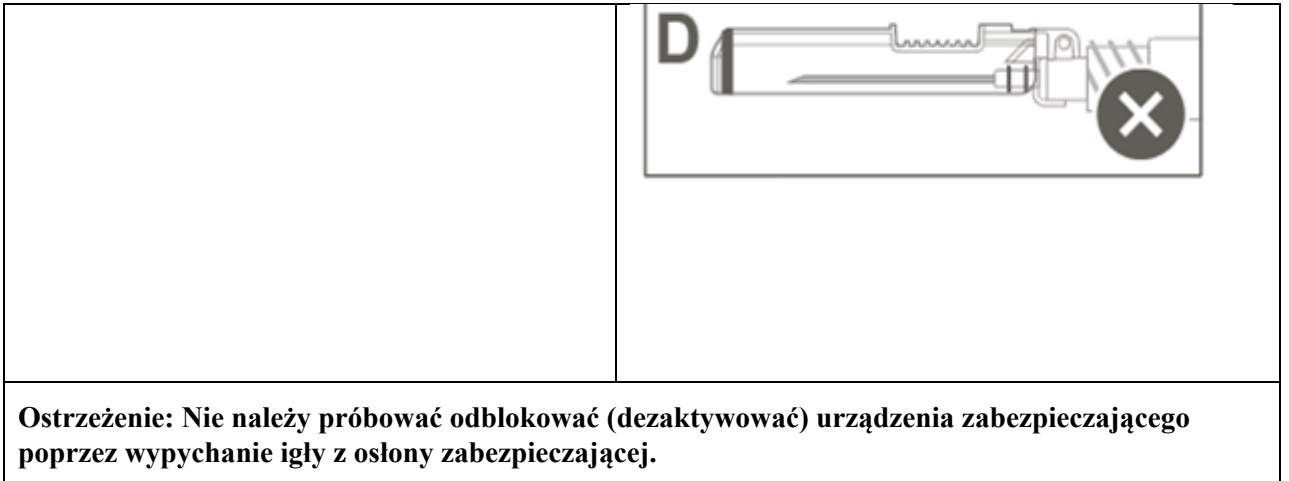 D
Ostrzeżenie: Nie należy próbować odblokować (dezaktywować) urządzenia zabezpieczającego
poprzez wypychanie igły z osłony zabezpieczającej.